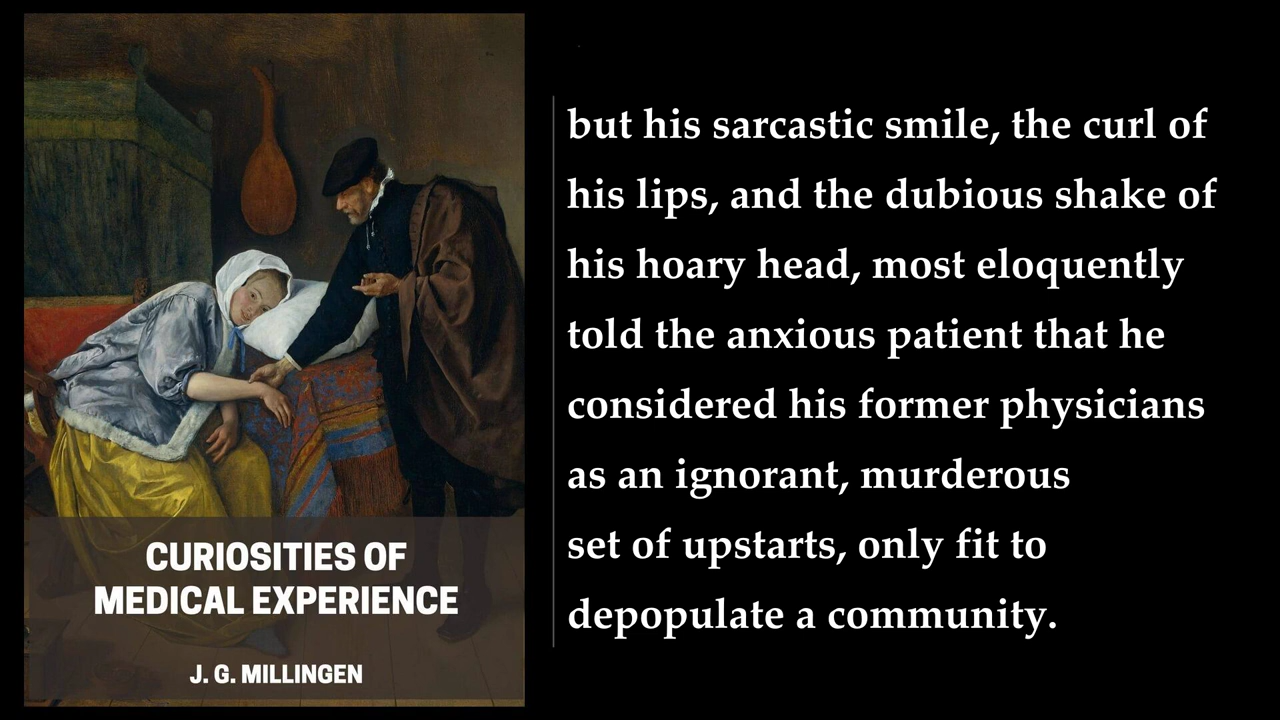 CURIOSITIES OF
MEDICAL EXPERIENCE
J. G. MILLINGEN
but his sarcastic smile, the curl of
his lips, and the dubious shake of
his hoary head, most eloquently
told the anxious patient that he
considered his former physicians
as an ignorant, murderous
set of upstarts, only fit to
depopulate a community.